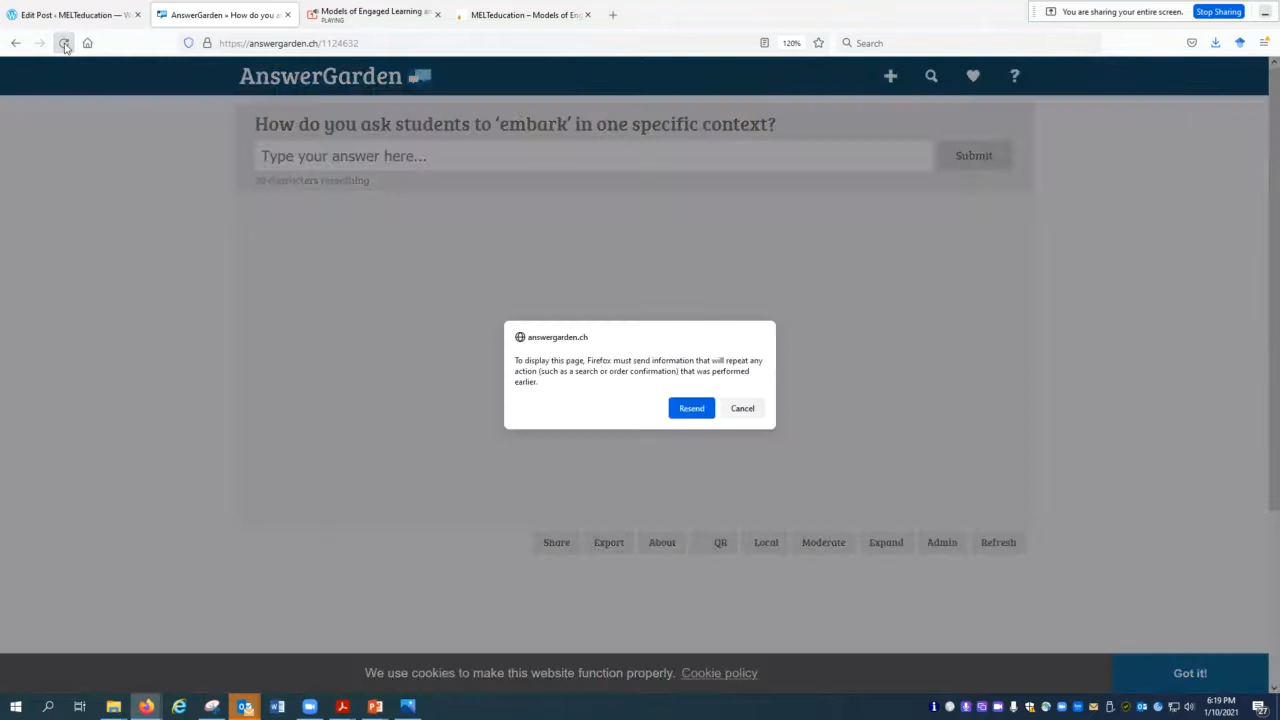 Edit Post ‹ MELTeducation — W
AnswerGarden » How do you a
Models of Engaged Learning an
PLAYING
MELTeducation - Models of Eng
You are sharing your entire screen.
Stop Sharing
https://answergarden.ch/1124632
120%
Search
AnswerGarden
?
How do you ask students to ‘embark’ in one specific context?
Type your answer here...
Submit
characters remaining
answergarden.ch
To display this page, Firefox must send information that will repeat any
action (such as a search or order confirmation) that was performed
earlier.
Resend
Cancel
Share
Export
About
QR
Local
Moderate
Expand
Admin
Refresh
We use cookies to make this website function properly. Cookie policy
Got it!
6:19 PM
1/10/2021
27